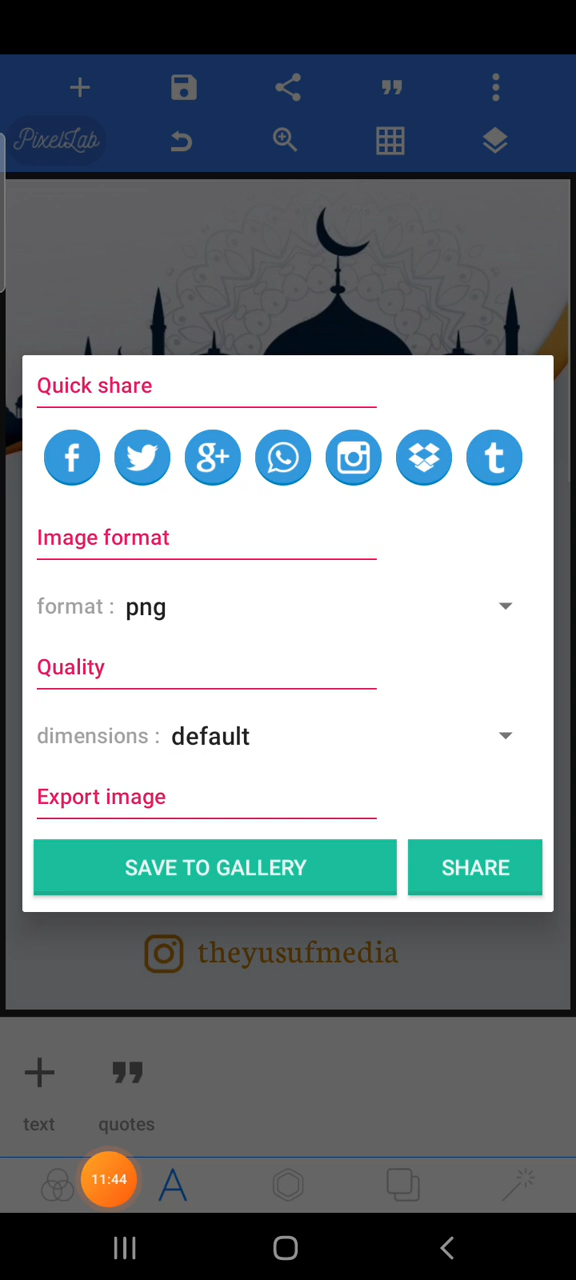 PixelLab
Quick share
Image format
format : png
Quality
dimensions : default
Export image
SAVE TO GALLERY
SHARE
theyusufmedia
text
quotes
11:44